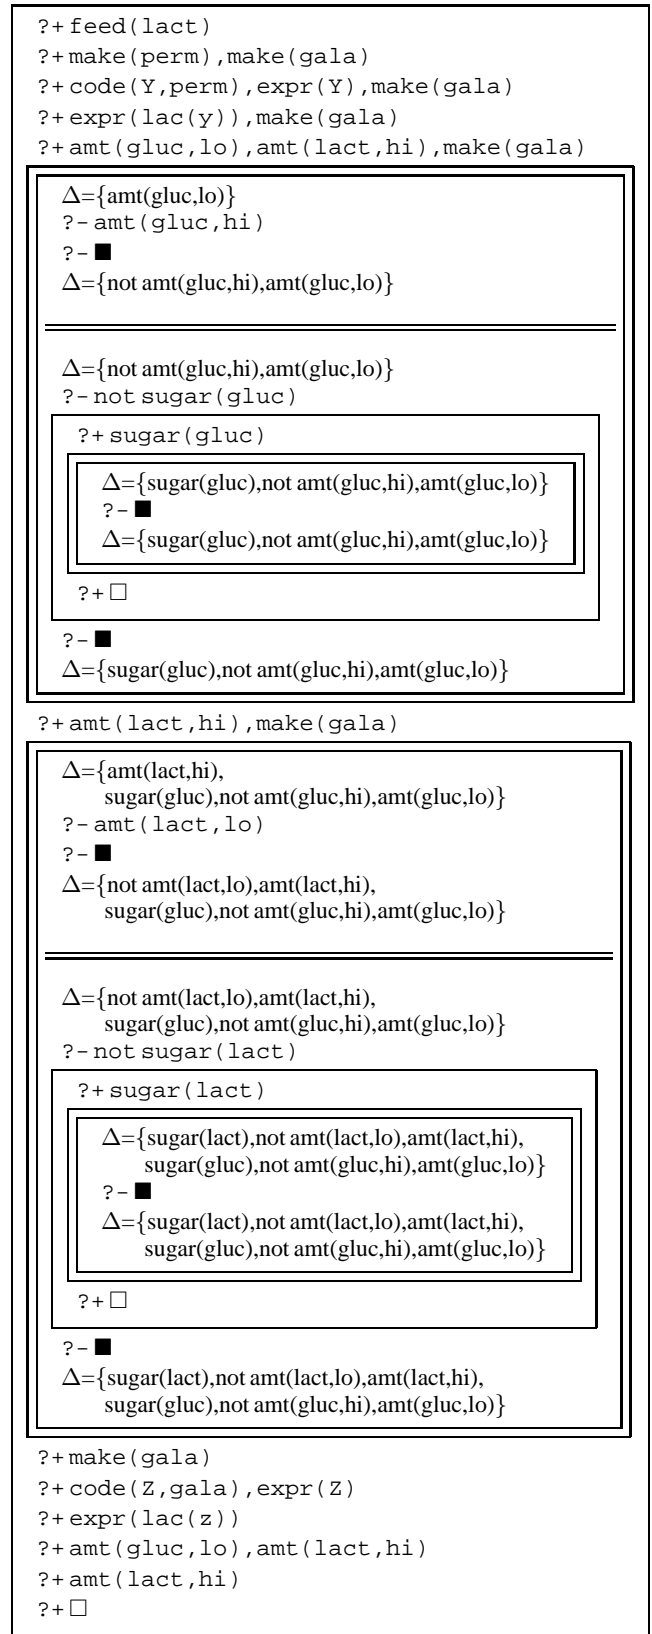 ?+feed(lact)
?+make(perm),make(gala)
?+code(Y,perm),expr(Y),make(gala)
?+expr(lac(y)),make(gala)
?+amt(gluc,lo),amt(lact,hi),make(gala)
Δ={amt(gluc,lo)}
?-amt(gluc,hi)
?-■
Δ={not amt(gluc,hi),amt(gluc,lo)}
Δ={not amt(gluc,hi),amt(gluc,lo)}
?-not sugar(gluc)
?+sugar(gluc)
Δ={sugar(gluc),not amt(gluc,hi),amt(gluc,lo)}
?-■
Δ={sugar(gluc),not amt(gluc,hi),amt(gluc,lo)}
?+□
?-■
Δ={sugar(gluc),not amt(gluc,hi),amt(gluc,lo)}
?+amt(lact,hi),make(gala)
Δ={amt(lact,hi),
sugar(gluc),not amt(gluc,hi),amt(gluc,lo)}
?-amt(lact,lo)
?-■
Δ={not amt(lact,lo),amt(lact,hi),
sugar(gluc),not amt(gluc,hi),amt(gluc,lo)}
Δ={not amt(lact,lo),amt(lact,hi),
sugar(gluc),not amt(gluc,hi),amt(gluc,lo)}
?-not sugar(lact)
?+sugar(lact)
Δ={sugar(lact),not amt(lact,lo),amt(lact,hi),
sugar(gluc),not amt(gluc,hi),amt(gluc,lo)}
?-■
Δ={sugar(lact),not amt(lact,lo),amt(lact,hi),
sugar(gluc),not amt(gluc,hi),amt(gluc,lo)}
?+□
?-■
Δ={sugar(lact),not amt(lact,lo),amt(lact,hi),
sugar(gluc),not amt(gluc,hi),amt(gluc,lo)}
?+make(gala)
?+code(Z,gala),expr(Z)
?+expr(lac(z))
?+amt(gluc,lo),amt(lact,hi)
?+amt(lact,hi)
?+□